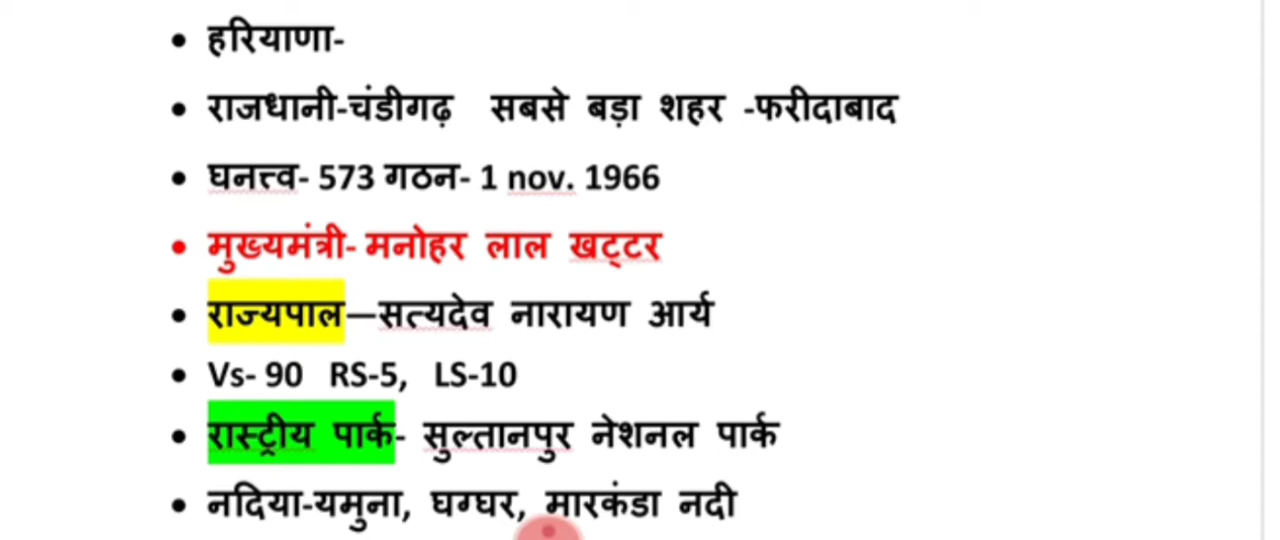 • हरियाणा-
• राजधानी-चंडीगढ़ सबसे बड़ा शहर -फरीदाबाद
• घनत्त्व- 573 गठन- 1 nov. 1966
• मुख्यमंत्री- मनोहर लाल खट्टर
• राज्यपाल—सत्यदेव नारायण आर्य
• Vs- 90 RS-5, LS-10
• रास्ट्रीय पार्क- सुल्तानपुर नेशनल पार्क
• नदिया-यमुना, घग्घर, मारकंडा नदी